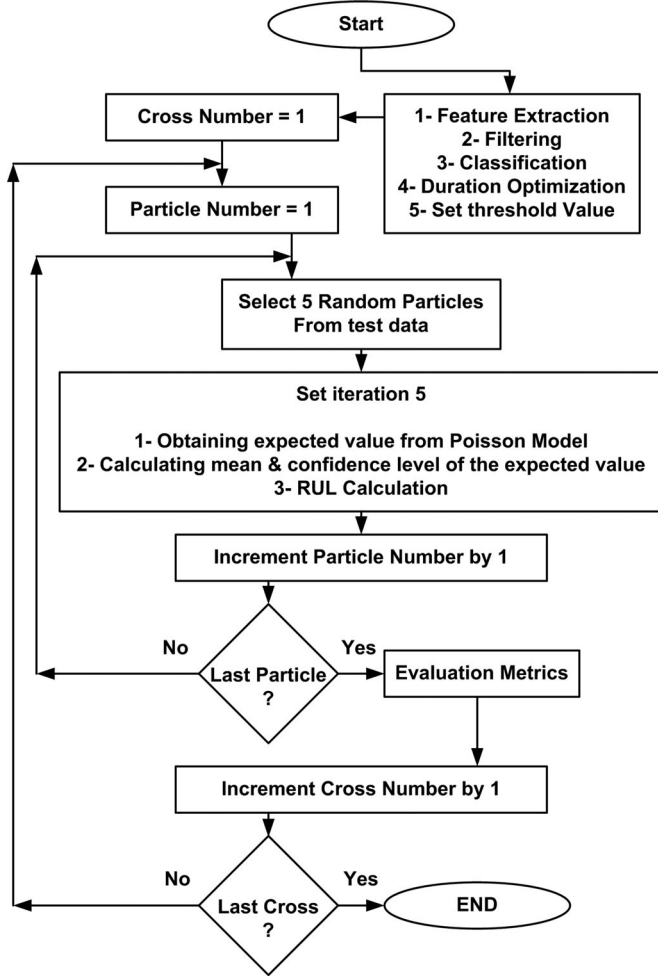 Start
1- Feature Extraction
2- Filtering
3- Classification
4- Duration Optimization
5- Set threshold Value
Cross Number = 1
Particle Number = 1
Select 5 Random Particles
From test data
Set iteration 5
1- Obtaining expected value from Poisson Model
2- Calculating mean & confidence level of the expected value
3- RUL Calculation
Increment Particle Number by 1
No
Yes
Last Particle
?
Evaluation Metrics
Increment Cross Number by 1
No
Yes
Last Cross
?
END